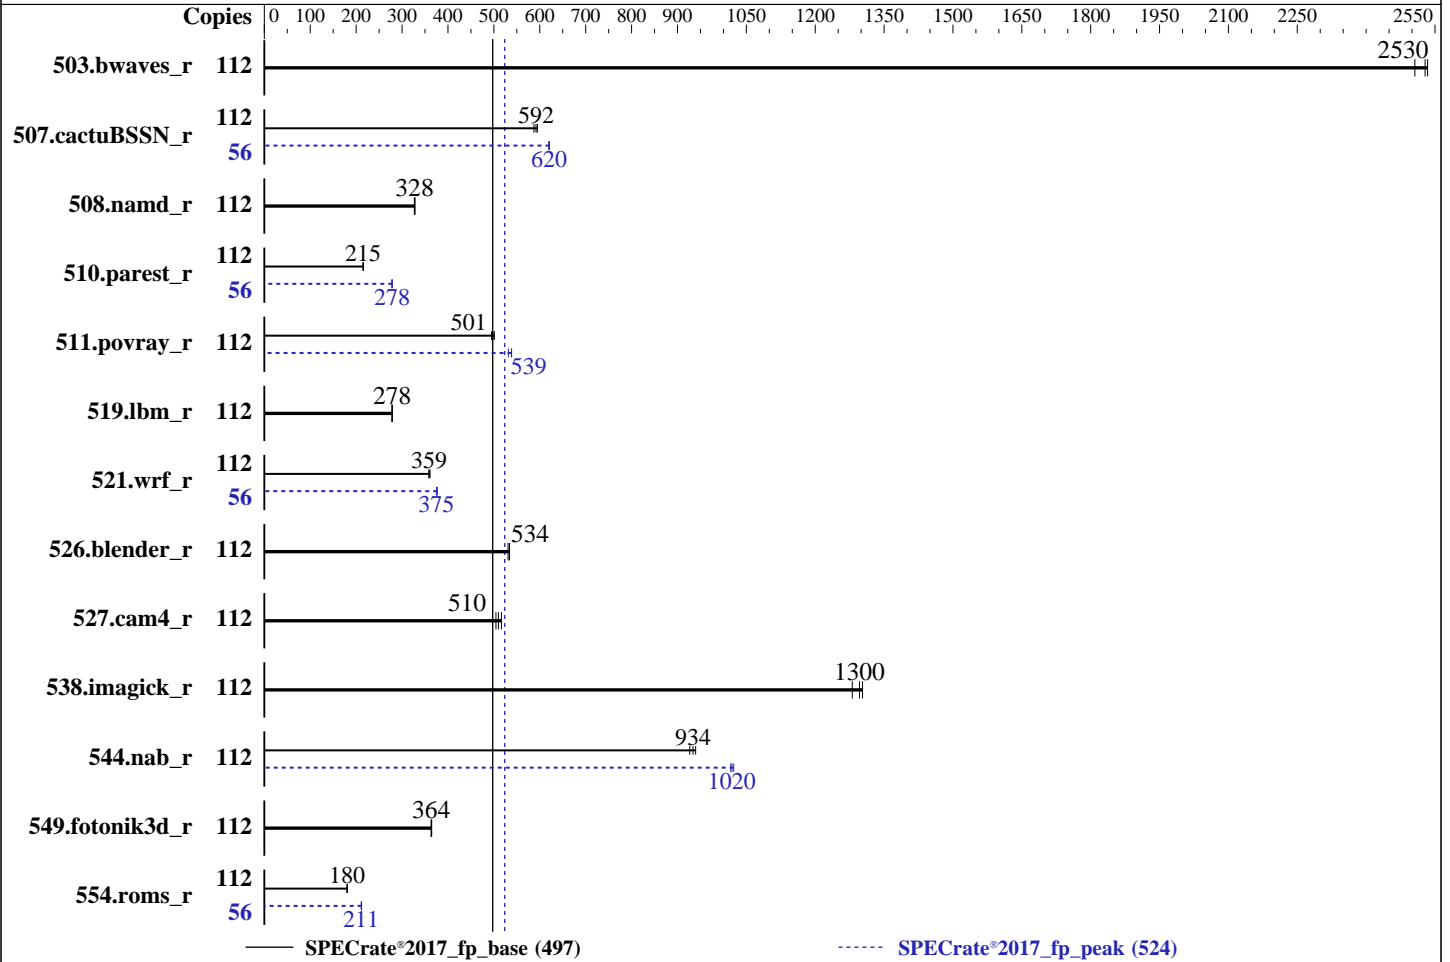 Copies 0 100 200 300 400 500 600 700 800 900 1050 1200 1350 1500 1650 1800 1950 2100 2250 2550
503.bwaves_r 112 2530
507.cactuBSSN_r 112 592
56 620
508.namd_r 112 328
510.parest_r 112 215
56 278
511.povray_r 112 501
539
519.lbm_r 112 278
521.wrf_r 112 359
56 375
526.blender_r 112 534
527.cam4_r 112 510
538.imagick_r 112 1300
544.nab_r 112 934
1020
549.fotonik3d_r 112 364
554.roms_r 112 180
56 211
SPECrate®2017_fp_base (497) SPECrate®2017_fp_peak (524)